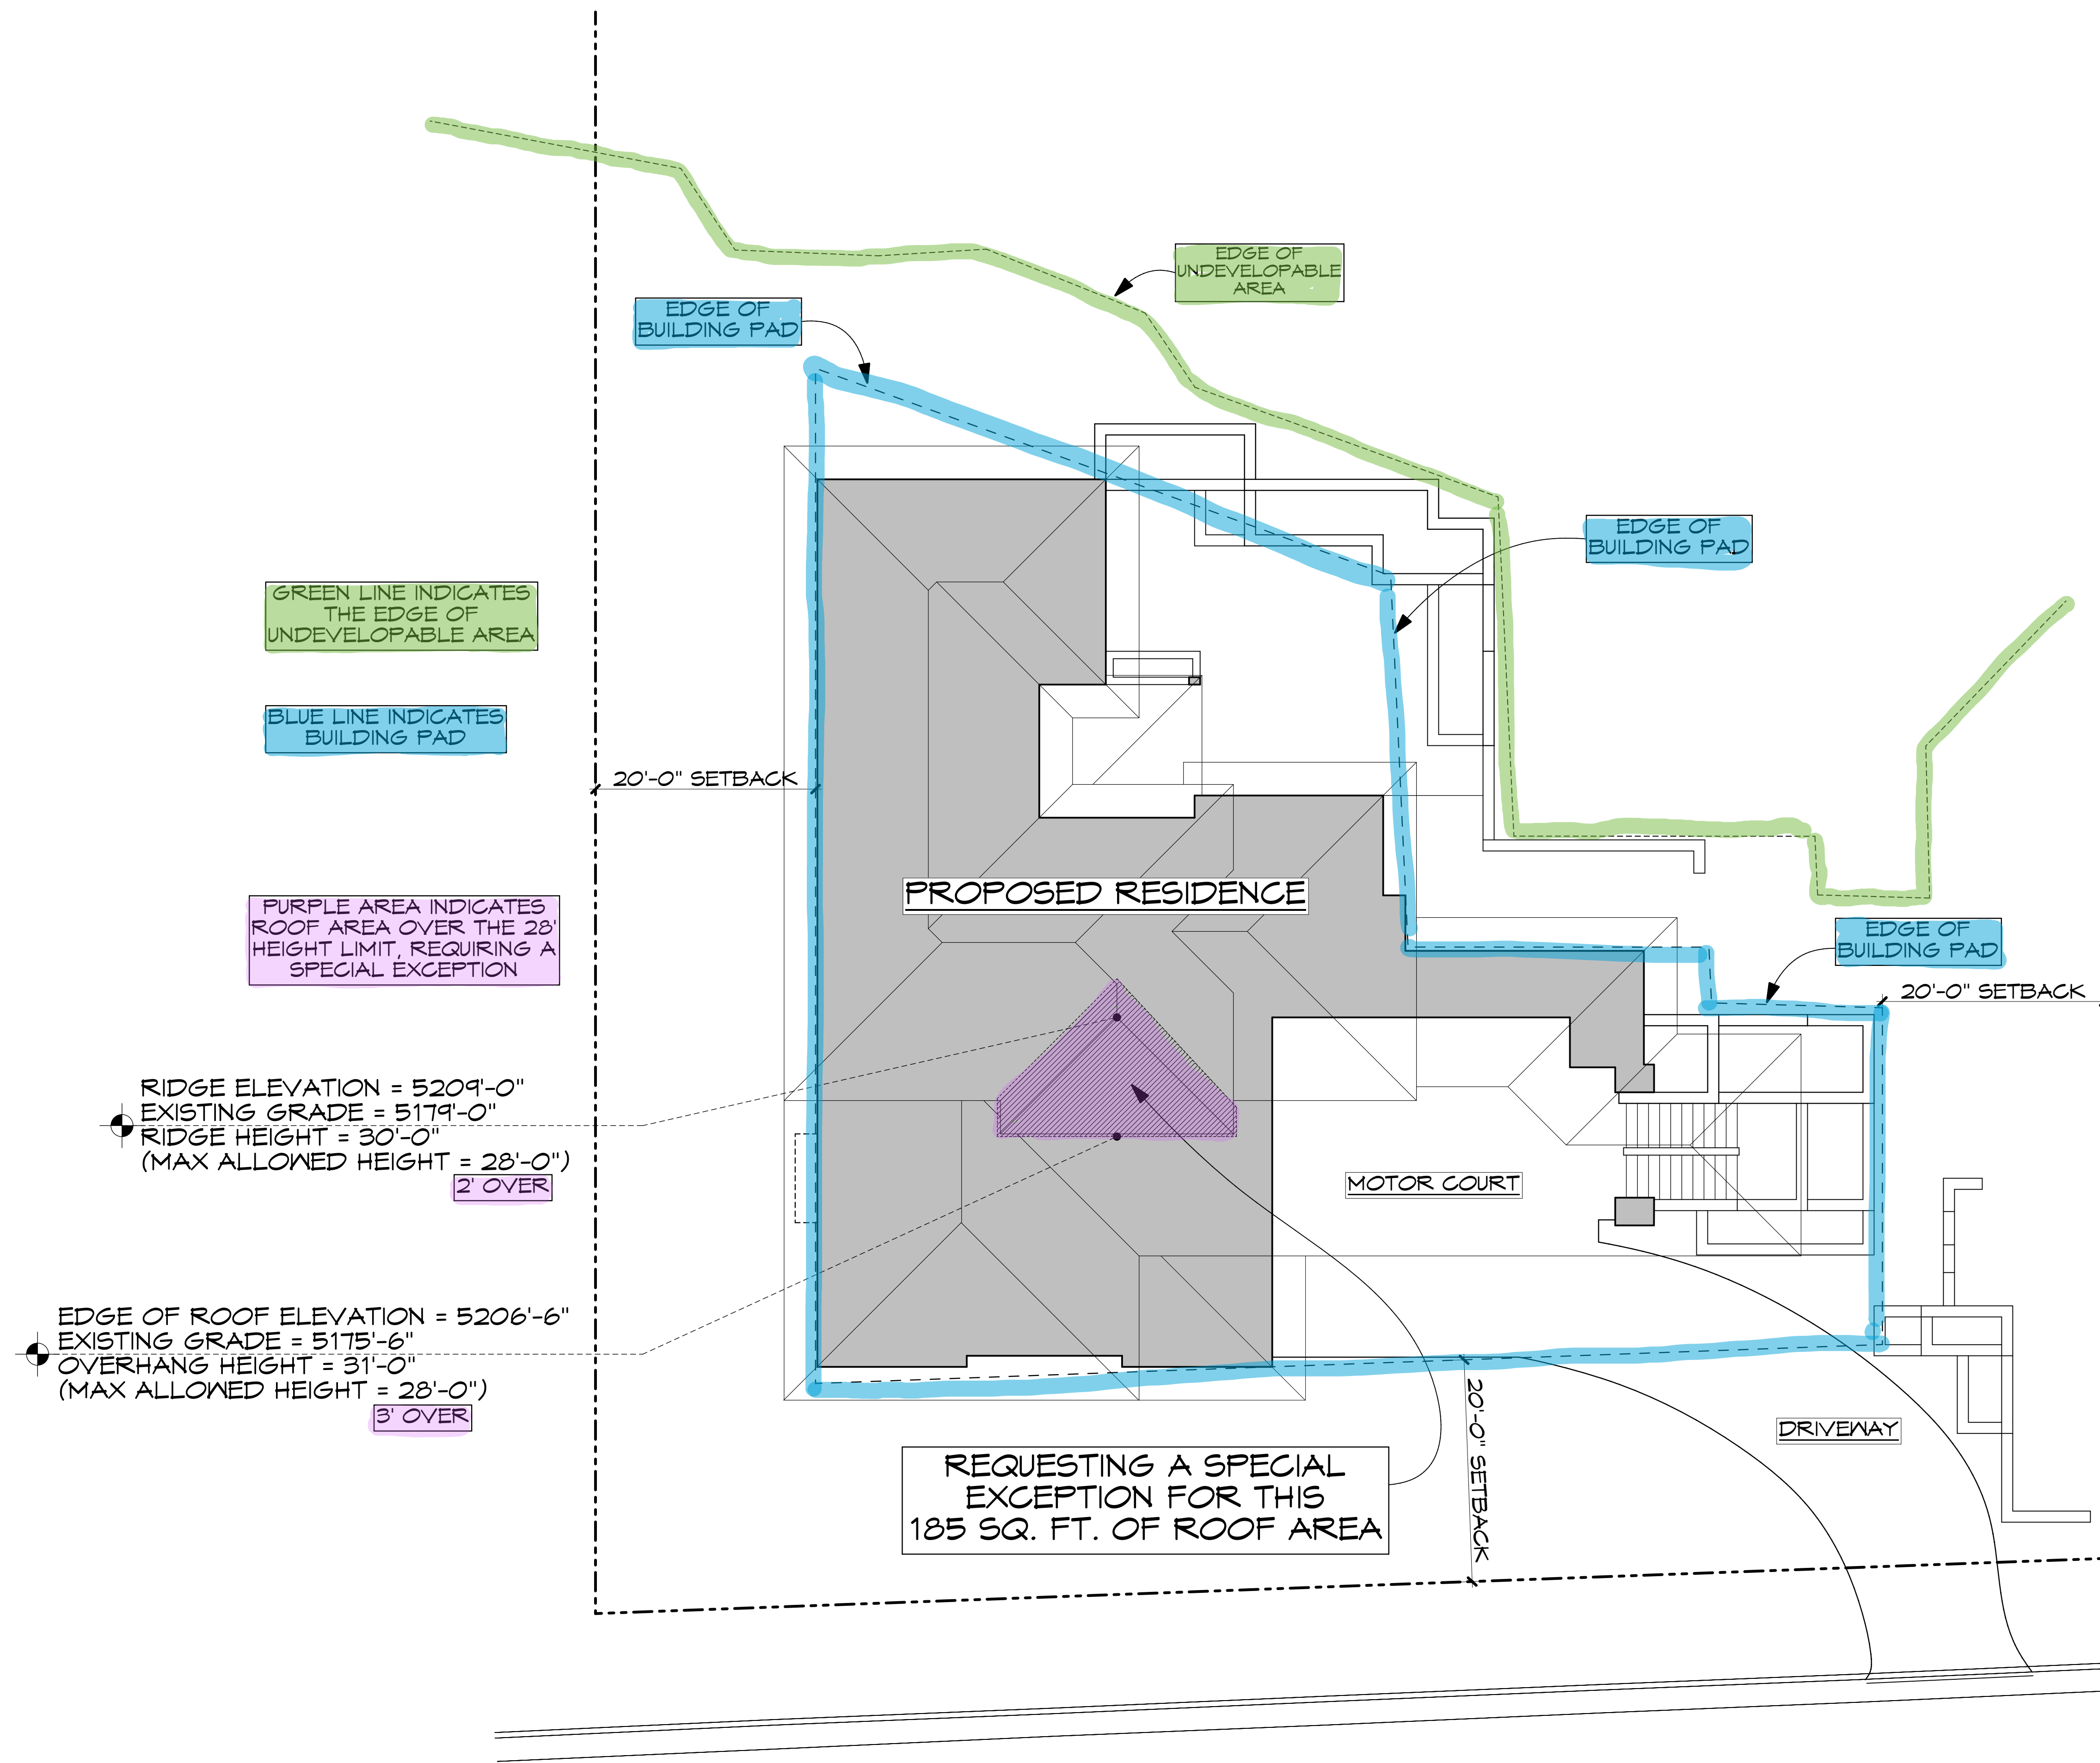 EDGE OF
UNDEVELOPABLE
AREA
EDGE OF
BUILDING PAD
EDGE OF
BUILDING PAD
GREEN LINE INDICATES
THE EDGE OF
UNDEVELOPABLE AREA
BLUE LINE INDICATES
BUILDING PAD
20'-0" SETBACK
PROPOSED RESIDENCE
PURPLE AREA INDICATES
ROOF AREA OVER THE 28'
HEIGHT LIMIT, REQUIRING A
SPECIAL EXCEPTION
EDGE OF
BUILDING PAD
20'-0" SETBACK
RIDGE ELEVATION = 5209'-0"
EXISTING GRADE = 5179'-0"
RIDGE HEIGHT = 30'-0"
(MAX ALLOWED HEIGHT = 28'-0")
2' OVER
MOTOR COURT
EDGE OF ROOF ELEVATION = 5206'-6"
EXISTING GRADE = 5175'-6"
OVERHANG HEIGHT = 31'-0"
(MAX ALLOWED HEIGHT = 28'-0")
3' OVER
20'-0" SETBACK
DRIVEWAY
REQUESTING A SPECIAL
EXCEPTION FOR THIS
185 SQ. FT. OF ROOF AREA